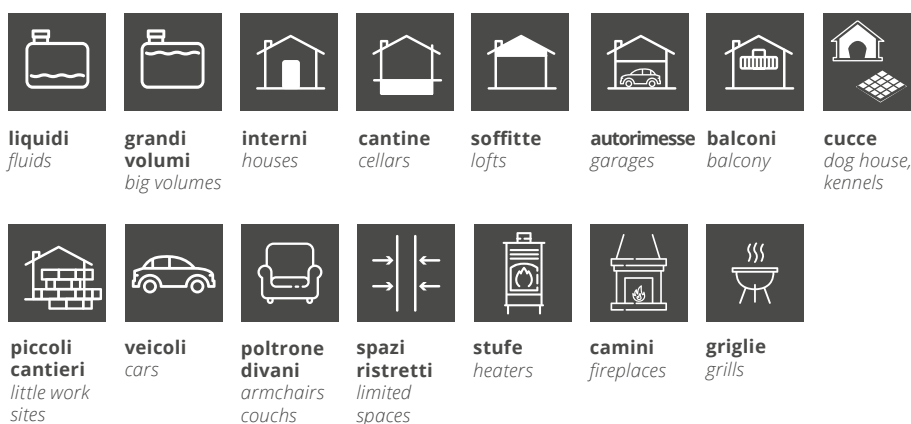 liquidi
fluids
grandi
volumi
big volumes
interni
houses
cantine
cellars
soffitte
lofts
autorimesse
garages
balconi
balcony
cucce
dog house,
kennels
piccoli
cantieri
little work
sites
veicoli
cars
poltrone
divani
armchairs
couchs
spazi
ristretti
limited
spaces
stufe
heaters
camini
fireplaces
griglie
grills